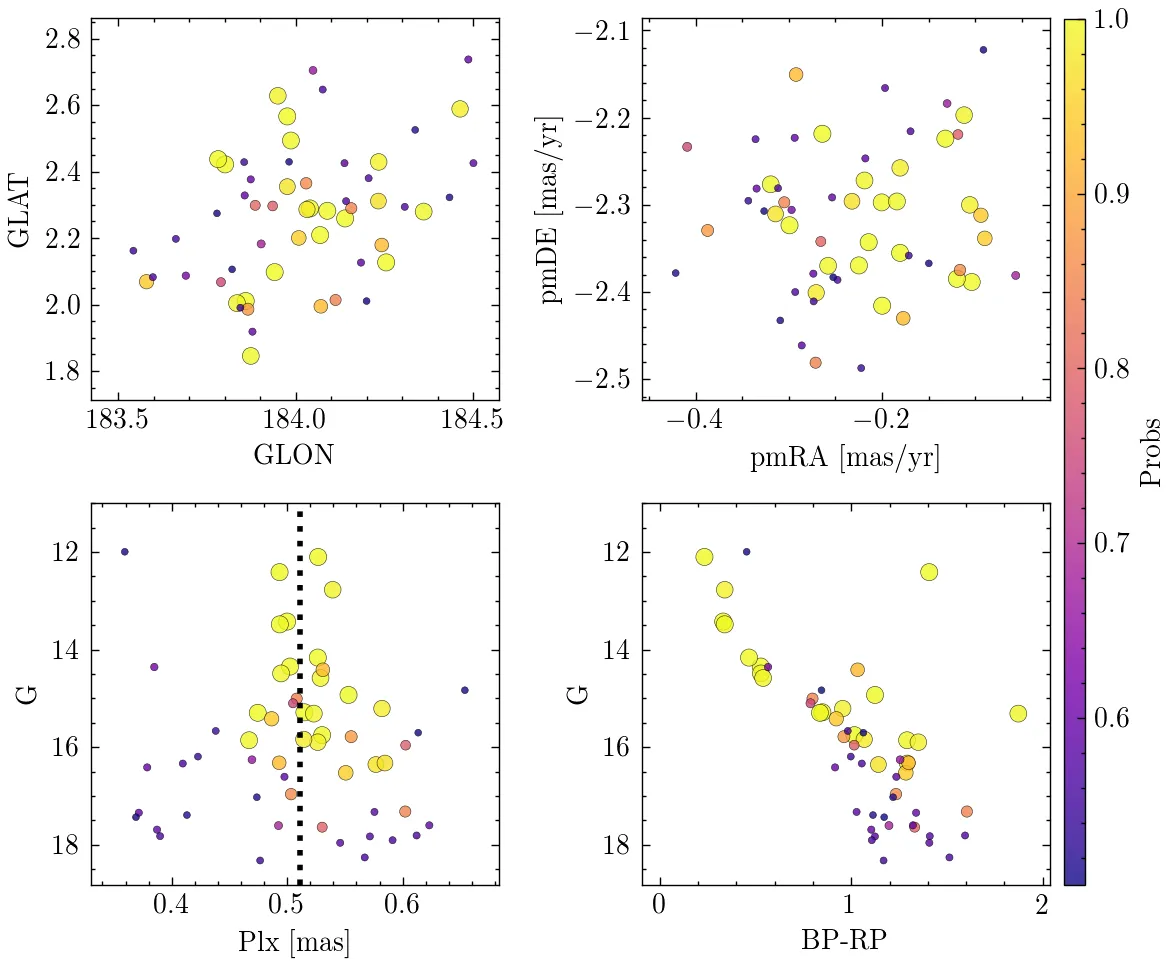 2.8
2.6
2.4
2.2
2.0
1.8
GLAT
183.5 184.0 184.5
GLON
−2.1
−2.2
−2.3
−2.4
−2.5
pmDE [mas/yr]
−0.4 −0.2
pmRA [mas/yr]
12
14
16
18
G
0.4 0.5 0.6
Plx [mas]
12
14
16
18
G
0 1 2
BP-RP
1.0
0.9
0.8
0.7
0.6
Probs